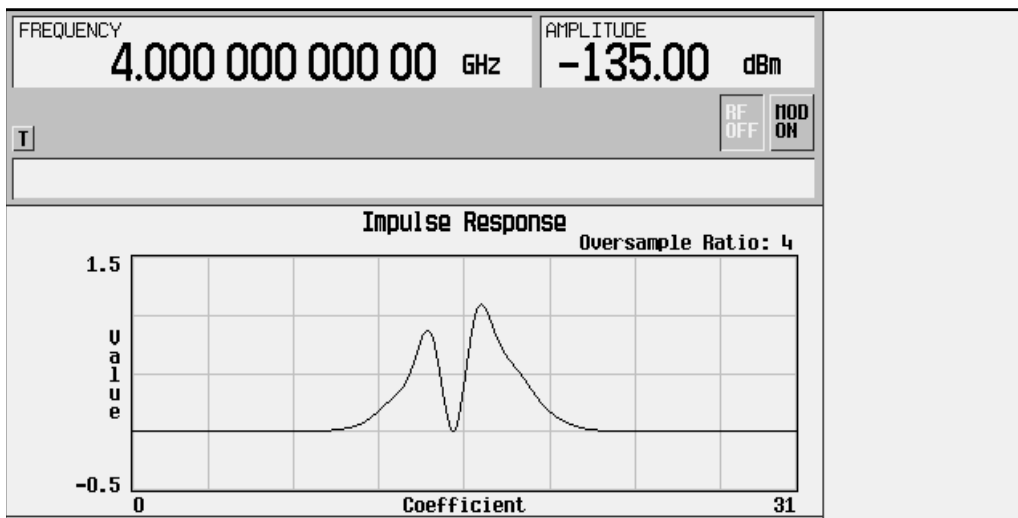 FREQUENCY
4.000 000 000 00 GHz
AMPLITUDE
-135.00 dBm
RF
OFF
MOD
ON
T
Impulse Response
Oversample Ratio: 4
1.5
Value
-0.5
0
Coefficient
31